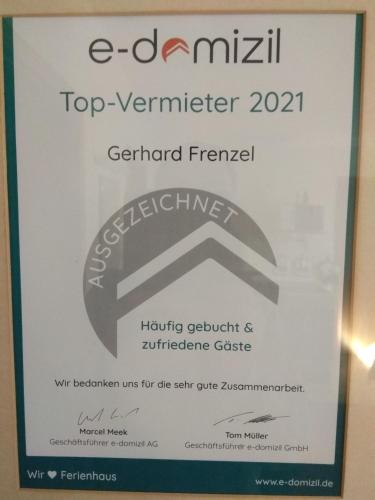 e-domizil
Top-Vermieter 2021
Gerhard Frenzel
AUSGEZEICHNET
Häufig gebucht &
zufriedene Gäste
Wir bedanken uns für die sehr gute Zusammenarbeit.
Marcel Meek
Geschäftsführer e-domizil AG
Tom Müller
Geschäftsführer e-domizil GmbH
Wir ♥ Ferienhaus
www.e-domizil.de